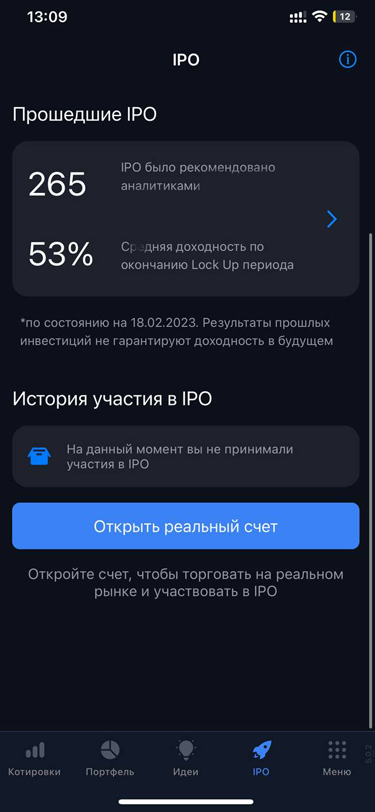 13:09
12
IPO
Прошедшие IPO
265
IPO было рекомендовано
аналитиками
53%
Средняя доходность по
окончанию Lock Up периода
*по состоянию на 18.02.2023. Результаты прошлых
инвестиций не гарантируют доходность в будущем
История участия в IPO
На данный момент вы не принимали
участия в IPO
Открыть реальный счет
Откройте счет, чтобы торговать на реальном
рынке и участвовать в IPO
Котировки
Портфель
Идеи
IPO
Меню